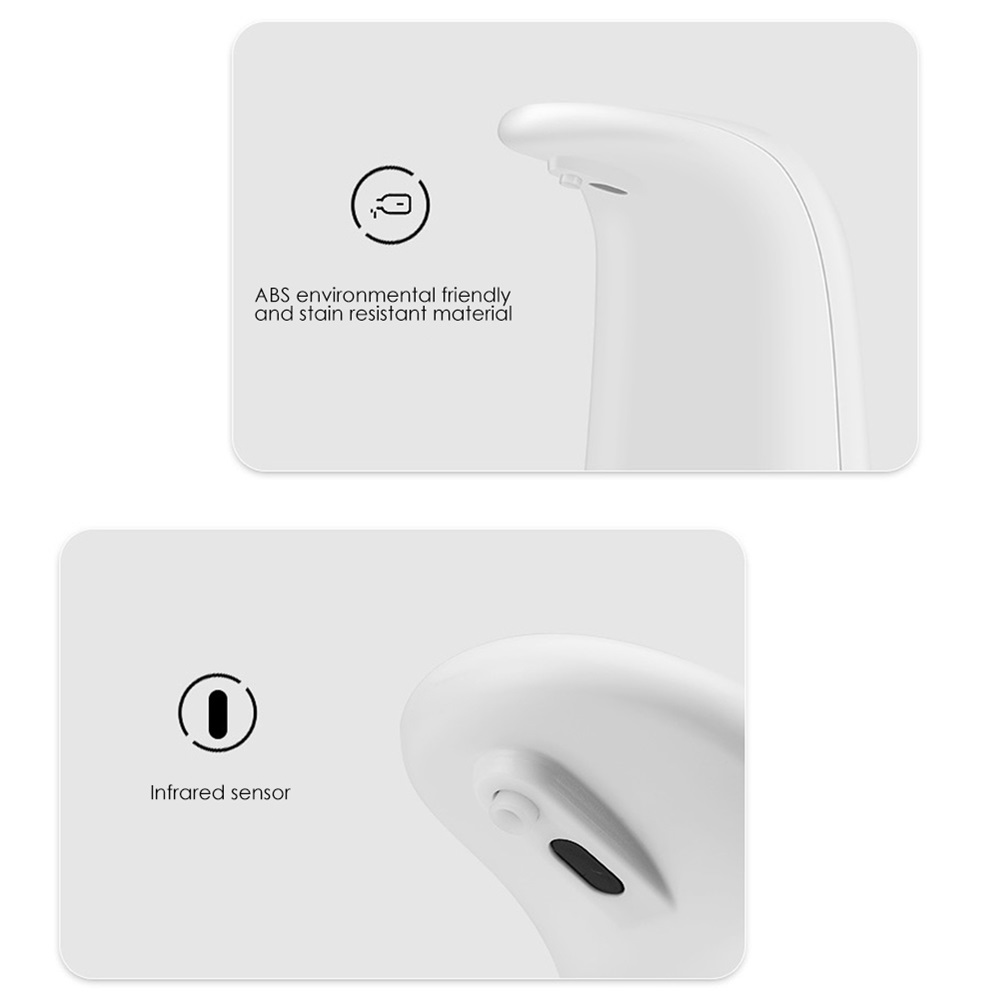 ABS environmental friendly
and stain resistant material
Infrared sensor